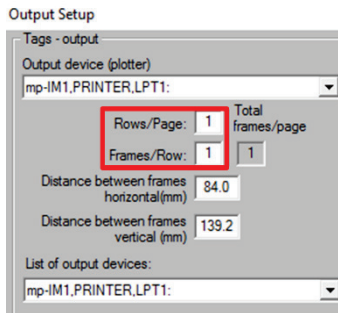 Output Setup
Tags - output
Output device (plotter)
mp-IM1,PRINTER,LPT1:
Rows/Page: 1
Total
frames/page
Frames/Row: 1 1
Distance between frames
horizontal(mm) 84.0
Distance between frames
vertical (mm) 139.2
List of output devices:
mp-IM1,PRINTER,LPT1: